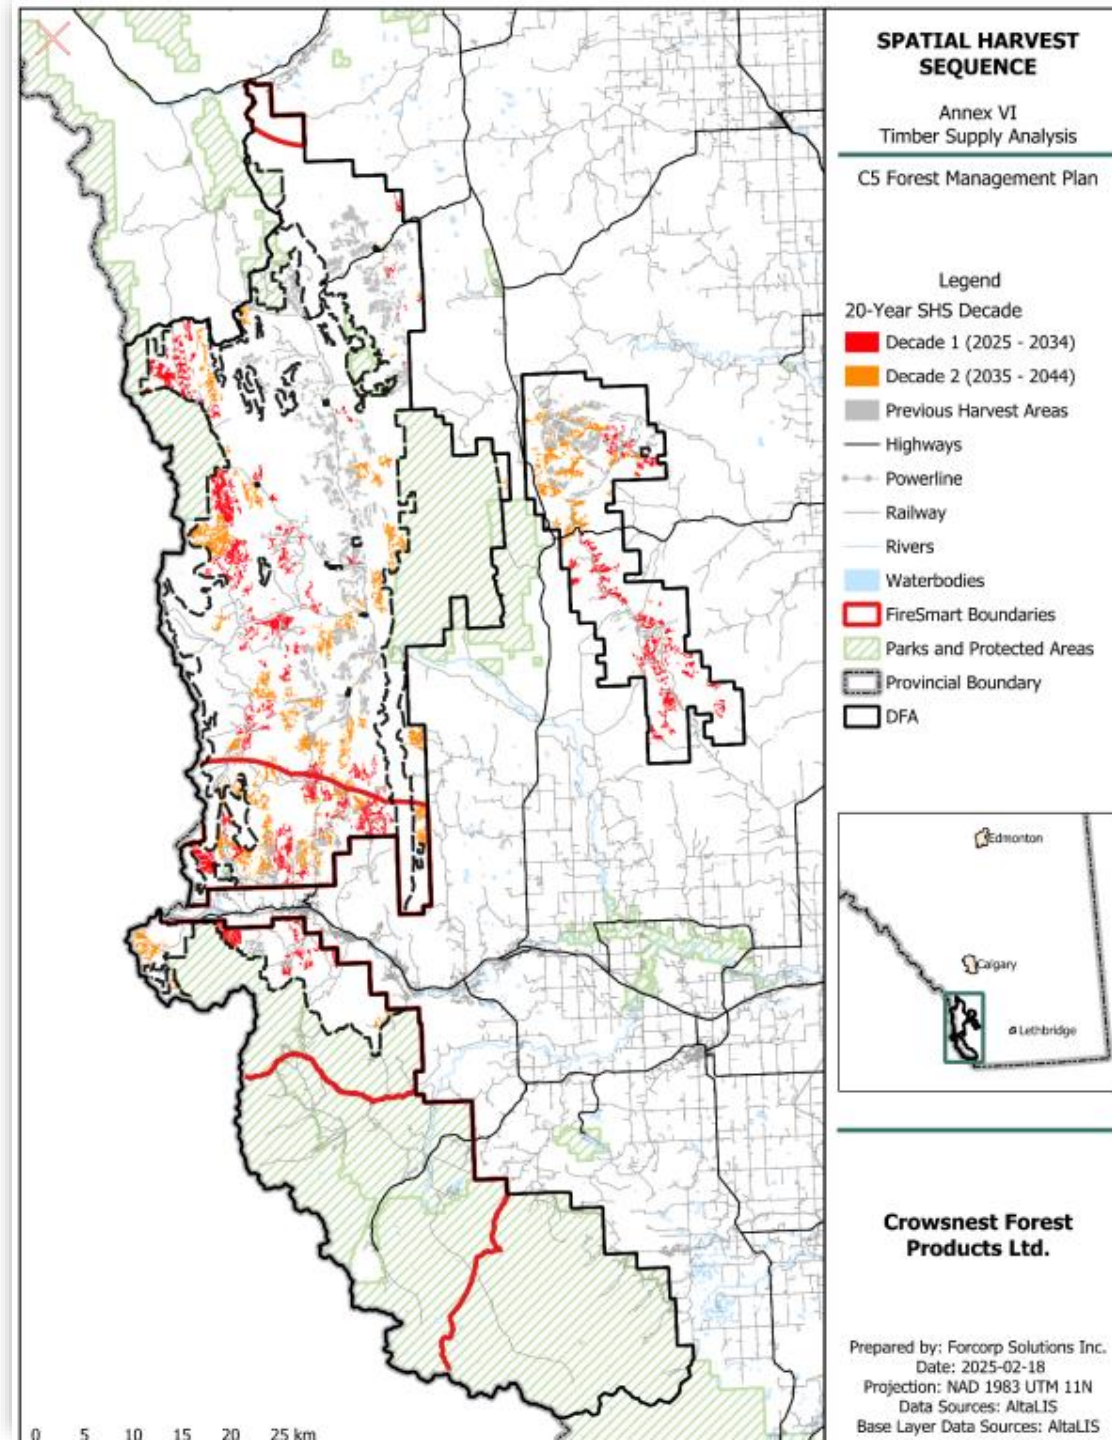 SPATIAL HARVEST
SEQUENCE
Annex VI
Timber Supply Analysis
C5 Forest Management Plan
Legend
20-Year SHS Decade
Decade 1 (2025 - 2034)
Decade 2 (2035 - 2044)
Previous Harvest Areas
Highways
Powerline
Railway
Rivers
Waterbodies
FireSmart Boundaries
Parks and Protected Areas
Provincial Boundary
DFA
Edmonton
Calgary
Lethbridge
Crowsnest Forest
Products Ltd.
Prepared by: Forcorp Solutions Inc.
Date: 2025-02-18
Projection: NAD 1983 UTM 11N
Data Sources: AltaLIS
Base Layer Data Sources: AltaLIS
0 5 10 15 20 25 km